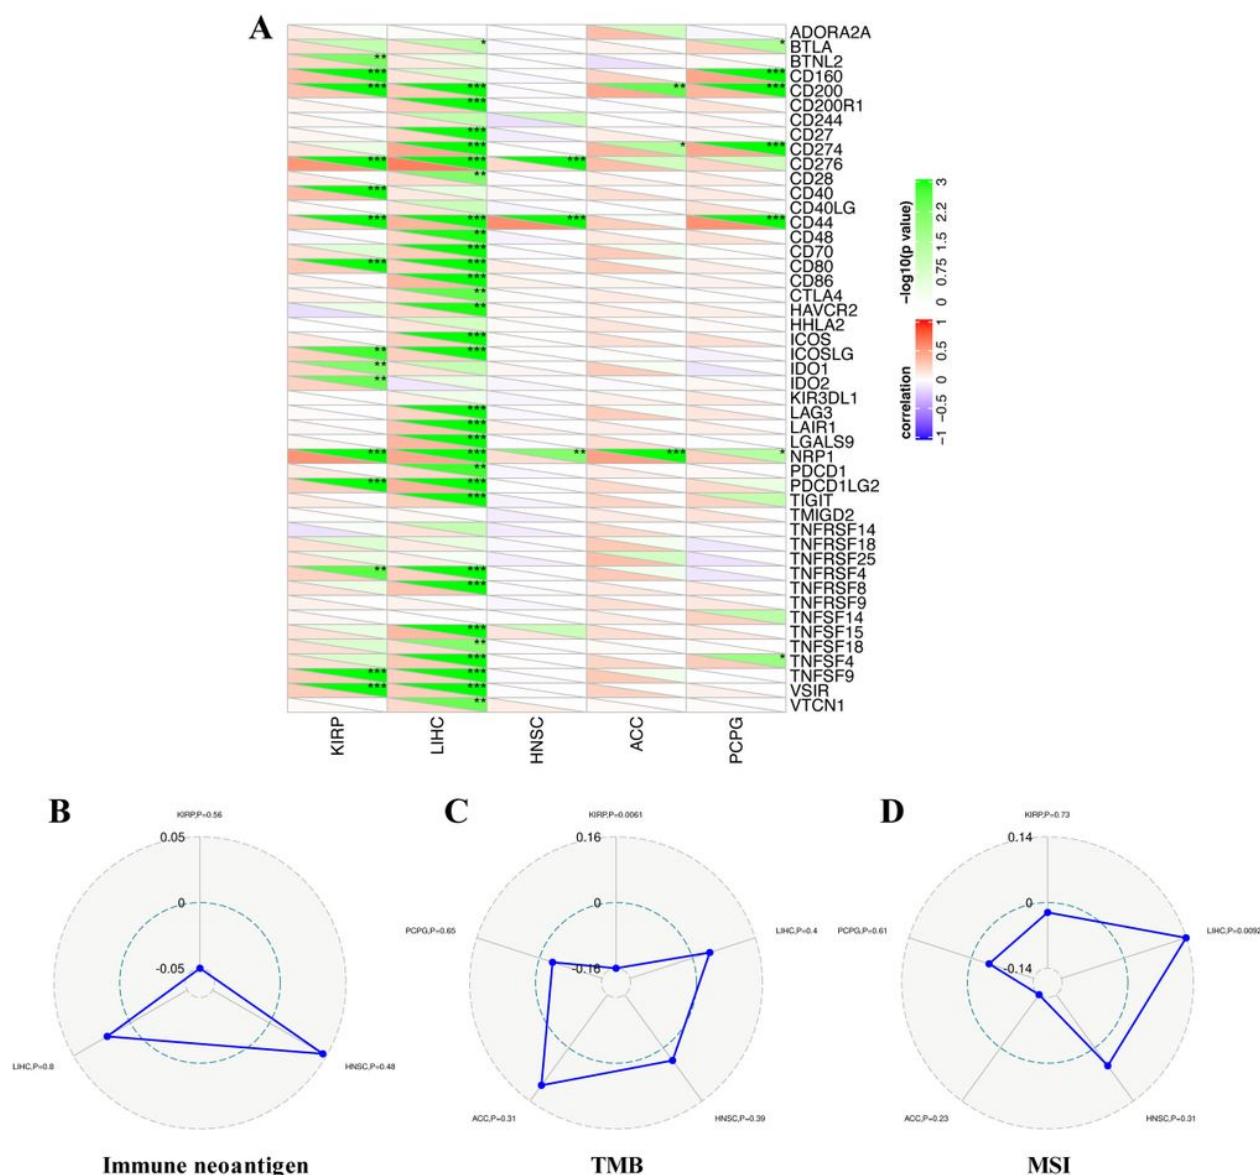 A
ADORA2A
* * BTLA
** BTNL2
*** *** CD160
*** *** ** *** CD200
*** CD200R1
CD244
*** CD27
*** * *** CD274
*** *** *** CD276
** CD28
*** CD40
CD40LG
*** *** *** *** CD44
** CD48
*** CD70
*** *** CD80
*** CD86
** CTLA4
** HAVCR2
HHLA2
*** ICOS
** *** ICOSLG
** IDO1
** IDO2
KIR3DL1
*** LAG3
*** LAIR1
*** LGALS9
*** *** ** *** * NRP1
** PDCD1
*** *** PDCD1LG2
*** TIGIT
TMIGD2
TNFRSF14
TNFRSF18
TNFRSF25
** *** TNFRSF4
*** TNFRSF8
TNFRSF9
TNFSF14
*** TNFSF15
** TNFSF18
*** * TNFSF4
*** *** TNFSF9
*** *** VSIR
** VTCN1
KIRP LIHC HNSC ACC PCPG
−log10(p value)
0 0.75 1.5 2.2 3
correlation
−1 −0.5 0 0.5 1
B
KIRP,P=0.56
0.05
0
-0.05
LIHC,P=0.8
HNSC,P=0.48
Immune neoantigen
C
KIRP,P=0.0061
0.16
0
-0.16
PCPG,P=0.65
LIHC,P=0.4
ACC,P=0.31
HNSC,P=0.39
TMB
D
KIRP,P=0.73
0.14
0
-0.14
PCPG,P=0.61
LIHC,P=0.0092
ACC,P=0.23
HNSC,P=0.31
MSI